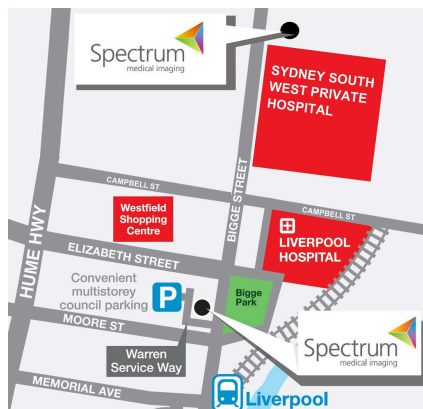 Spectrum
medical imaging
SYDNEY SOUTH
WEST PRIVATE
HOSPITAL
BIGGE STREET
CAMPBELL ST
CAMPBELL ST
HUME HWY
Westfield
Shopping
Centre
LIVERPOOL
HOSPITAL
ELIZABETH STREET
Convenient
multistorey
council parking
P
Bigge
Park
MOORE ST
Warren
Service Way
Spectrum
medical imaging
MEMORIAL AVE
Liverpool